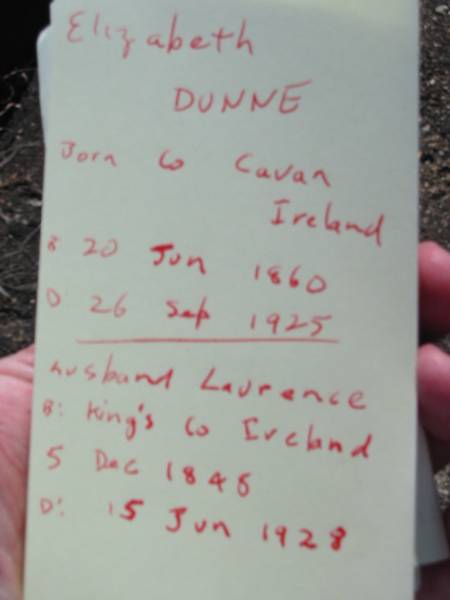 Elizabeth
DUNNE
Born Co Cavan
Ireland
B 20 Jun 1860
D 26 Sep 1925
husband Laurence
B: King's Co Ireland
5 Dec 1846
D: 15 Jun 1928